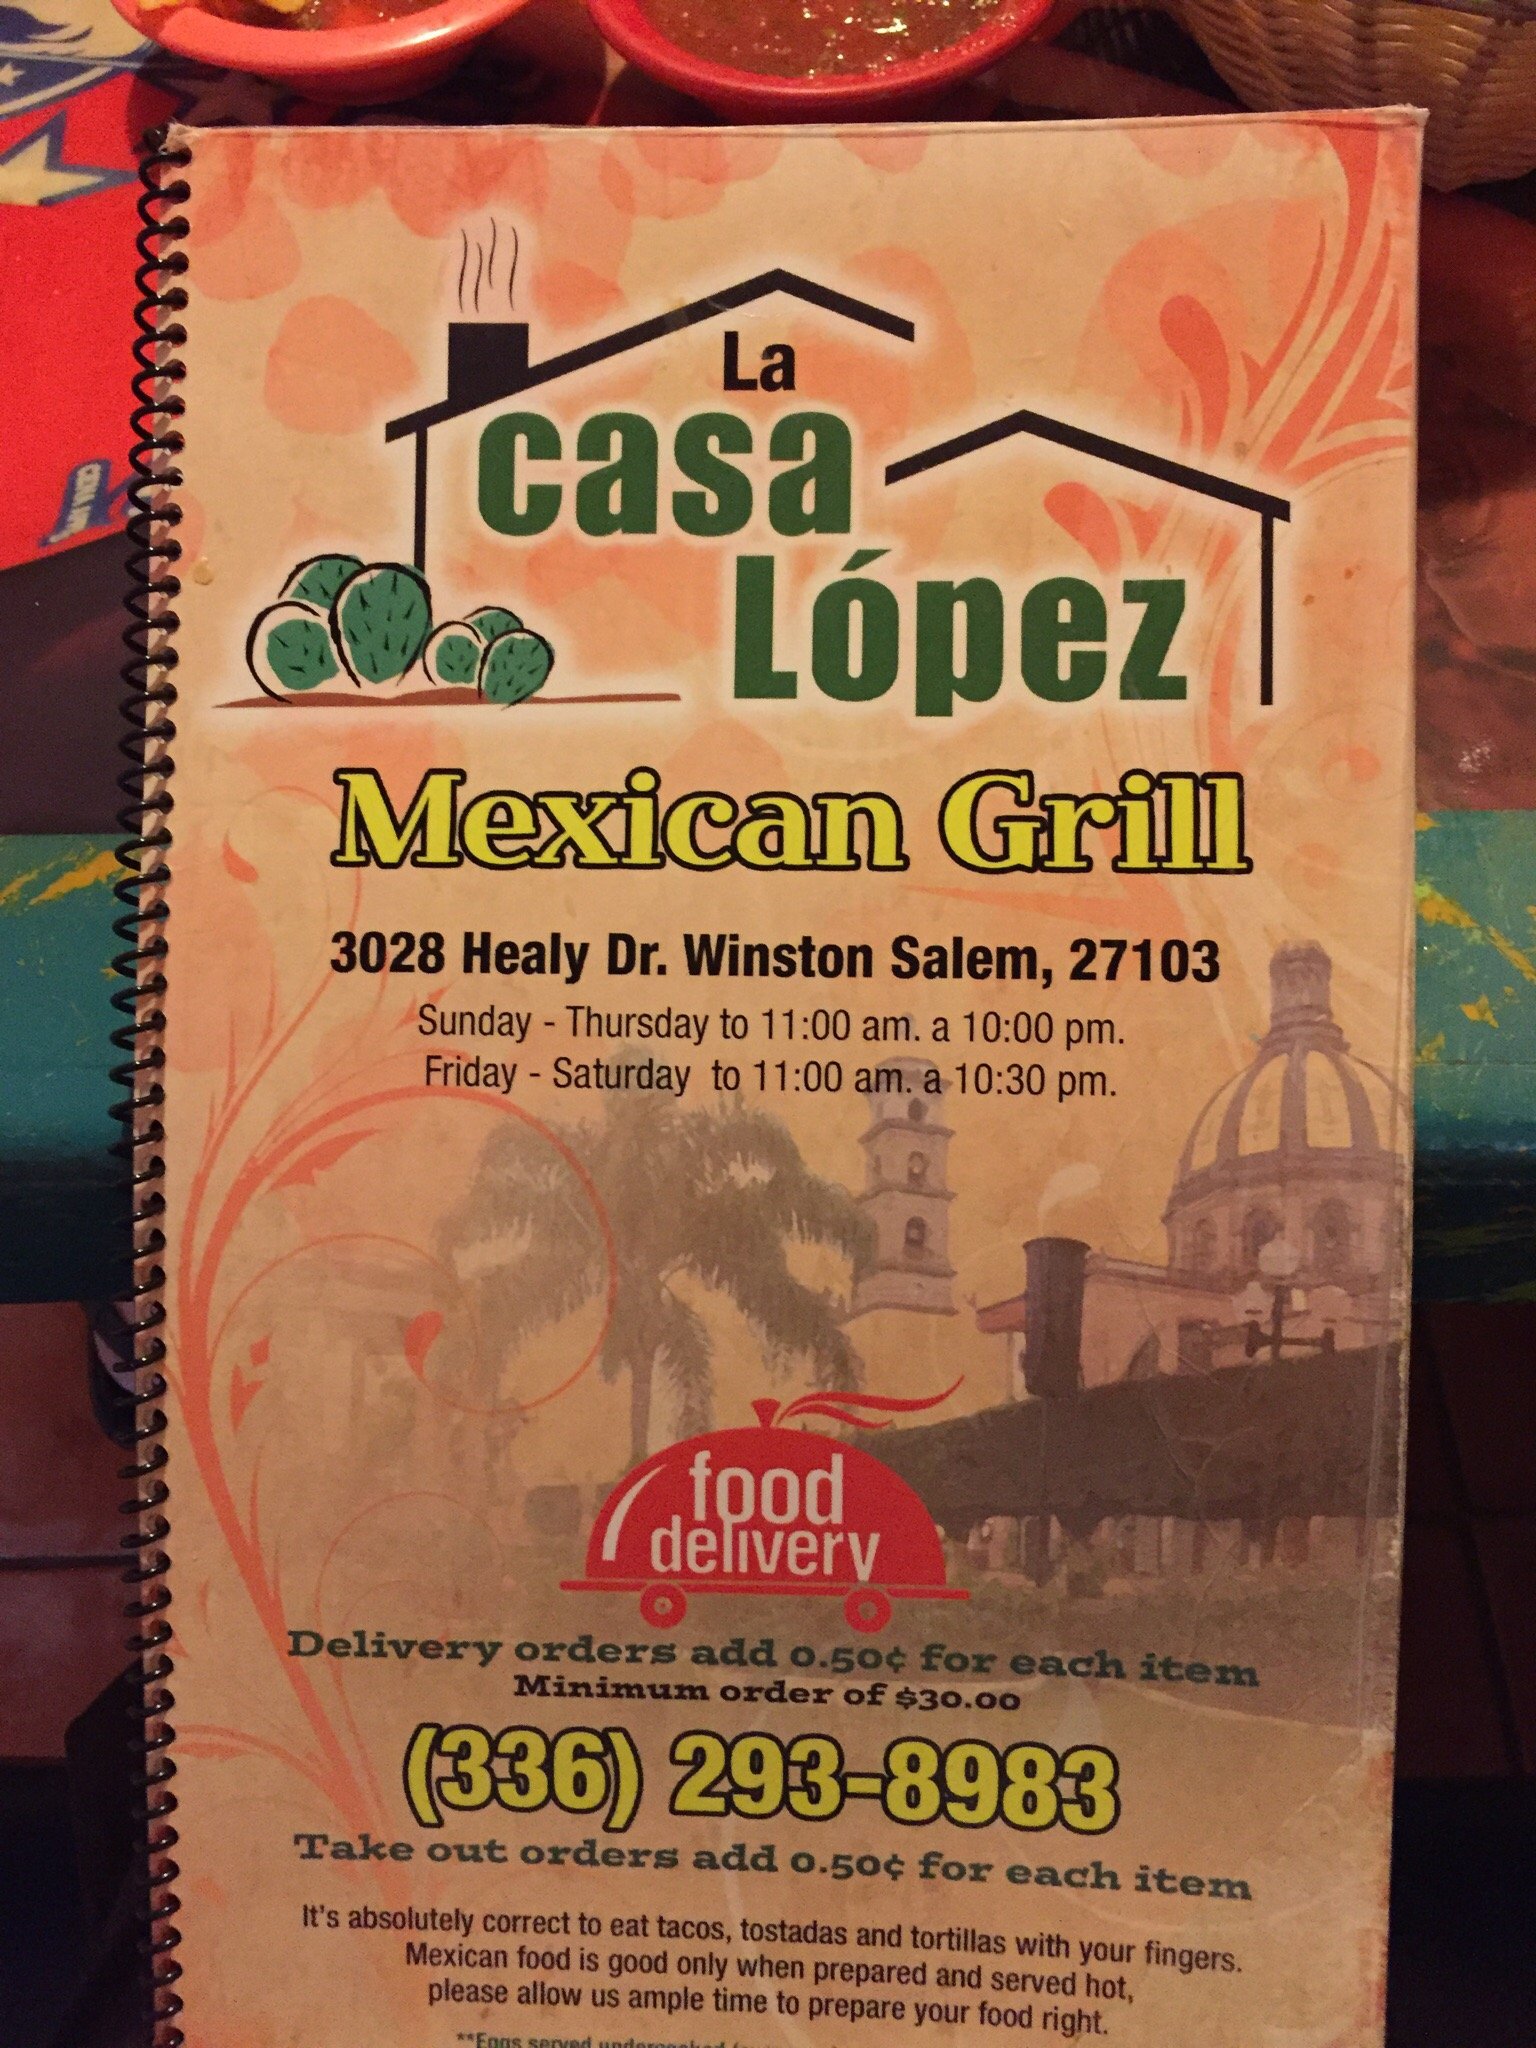 La
casa
López
Mexican Grill
3028 Healy Dr. Winston Salem, 27103
Sunday - Thursday to 11:00 am. a 10:00 pm.
Friday - Saturday to 11:00 am. a 10:30 pm.
food
delivery
Delivery orders add 0.50¢ for each item
Minimum order of $30.00
(336) 293-8983
Take out orders add 0.50¢ for each item
It's absolutely correct to eat tacos, tostadas and tortillas with your fingers.
Mexican food is good only when prepared and served hot,
please allow us ample time to prepare your food right.
**Eggs served undercooked